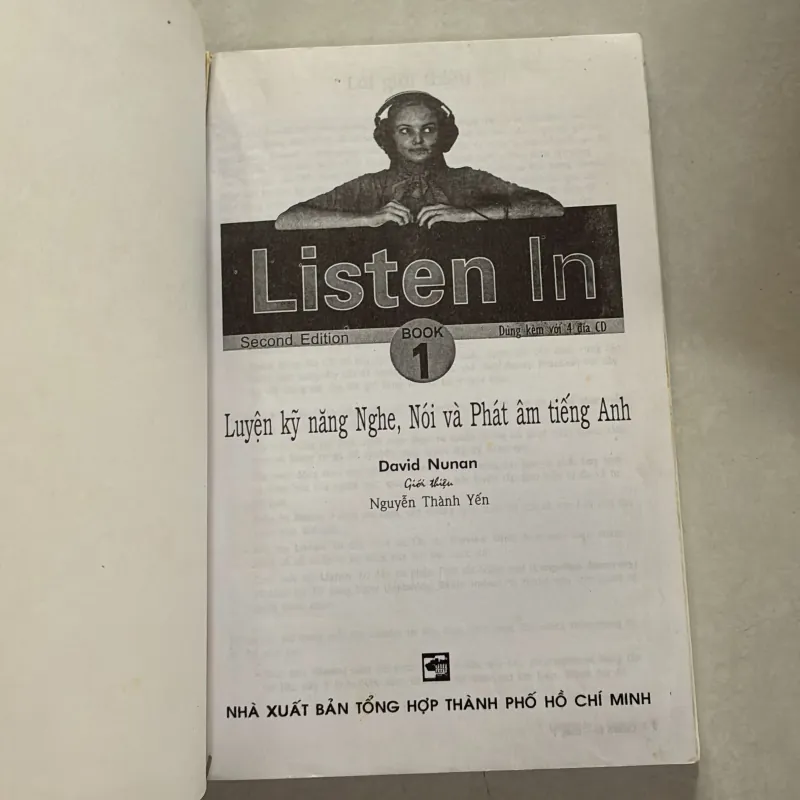 Listen In
Second Edition
BOOK
1
Dùng kèm với 4 đĩa CD
Luyện kỹ năng Nghe, Nói và Phát âm tiếng Anh
David Nunan
Giới thiệu
Nguyễn Thành Yến
NHÀ XUẤT BẢN TỔNG HỢP THÀNH PHỐ HỒ CHÍ MINH